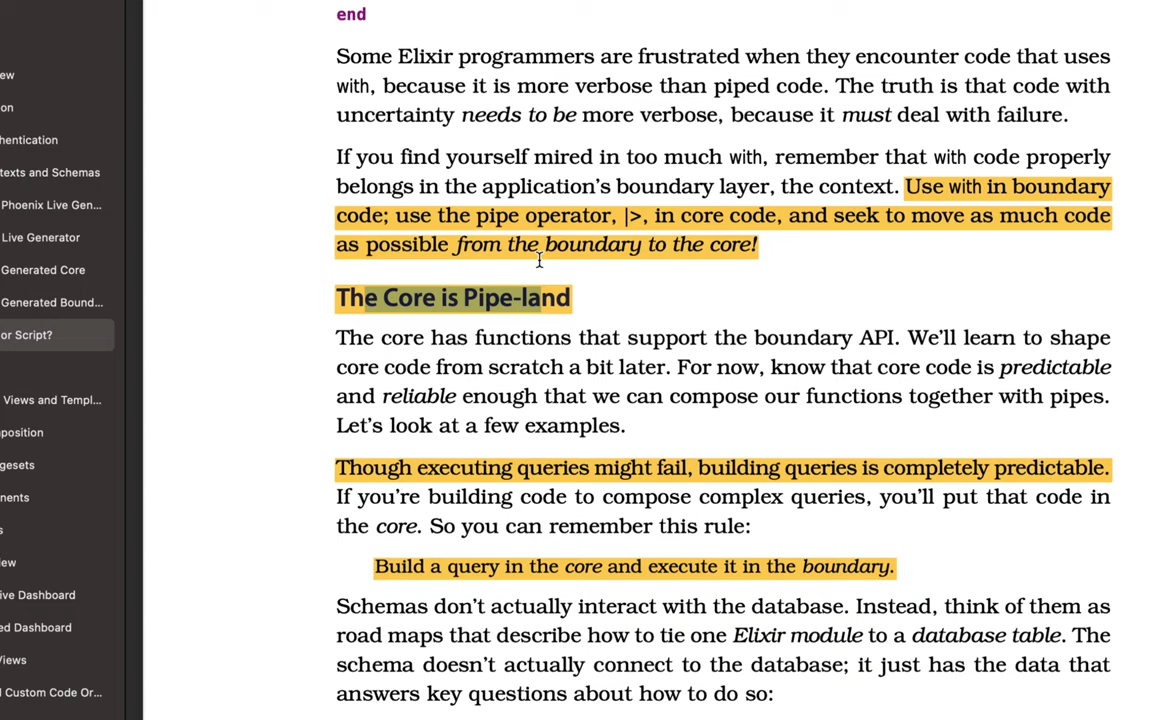 end
Some Elixir programmers are frustrated when they encounter code that uses
with, because it is more verbose than piped code. The truth is that code with
uncertainty needs to be more verbose, because it must deal with failure.
If you find yourself mired in too much with, remember that with code properly
belongs in the application's boundary layer, the context. Use with in boundary
code; use the pipe operator, |>, in core code, and seek to move as much code
as possible from the boundary to the core!
The Core is Pipe-land
The core has functions that support the boundary API. We'll learn to shape
core code from scratch a bit later. For now, know that core code is predictable
and reliable enough that we can compose our functions together with pipes.
Let's look at a few examples.
Though executing queries might fail, building queries is completely predictable.
If you're building code to compose complex queries, you'll put that code in
the core. So you can remember this rule:
Build a query in the core and execute it in the boundary.
Schemas don't actually interact with the database. Instead, think of them as
road maps that describe how to tie one Elixir module to a database table. The
schema doesn't actually connect to the database; it just has the data that
answers key questions about how to do so:
ew
on
hentication
texts and Schemas
Phoenix Live Gen...
Live Generator
Generated Core
Generated Bound...
or Script?
Views and Templ...
position
gesets
nents
s
iew
ive Dashboard
ed Dashboard
Views
d Custom Code Or...